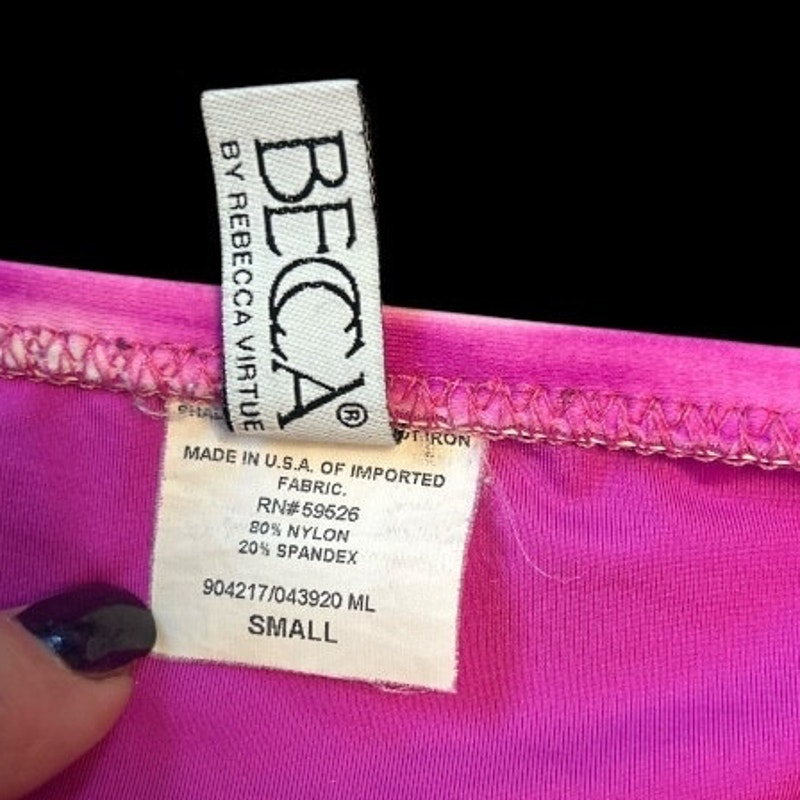 BECCA®
BY REBECCA VIRTUE
IRON
MADE IN U.S.A. OF IMPORTED
FABRIC.
RN#59526
80% NYLON
20% SPANDEX
904217/043920 ML
SMALL